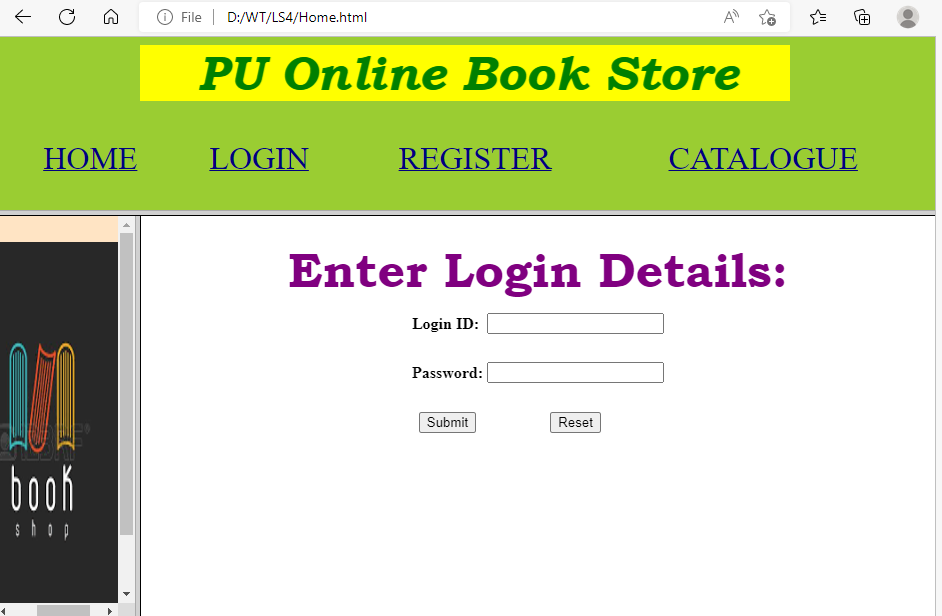 File D:/WT/LS4/Home.html
PU Online Book Store
HOME LOGIN REGISTER CATALOGUE
Enter Login Details:
Login ID:
Password:
Submit Reset
book
shop